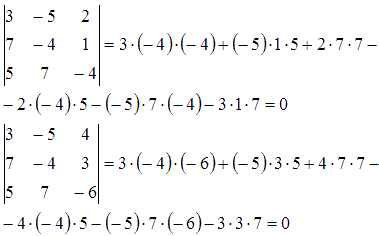 |3 −5 2|
|7 −4 1| = 3·(−4)·(−4)+(−5)·1·5+2·7·7−
|5 7 −4|
−2·(−4)·5−(−5)·7·(−4)−3·1·7=0
|3 −5 4|
|7 −4 3| = 3·(−4)·(−6)+(−5)·3·5+4·7·7−
|5 7 −6|
−4·(−4)·5−(−5)·7·(−6)−3·3·7=0